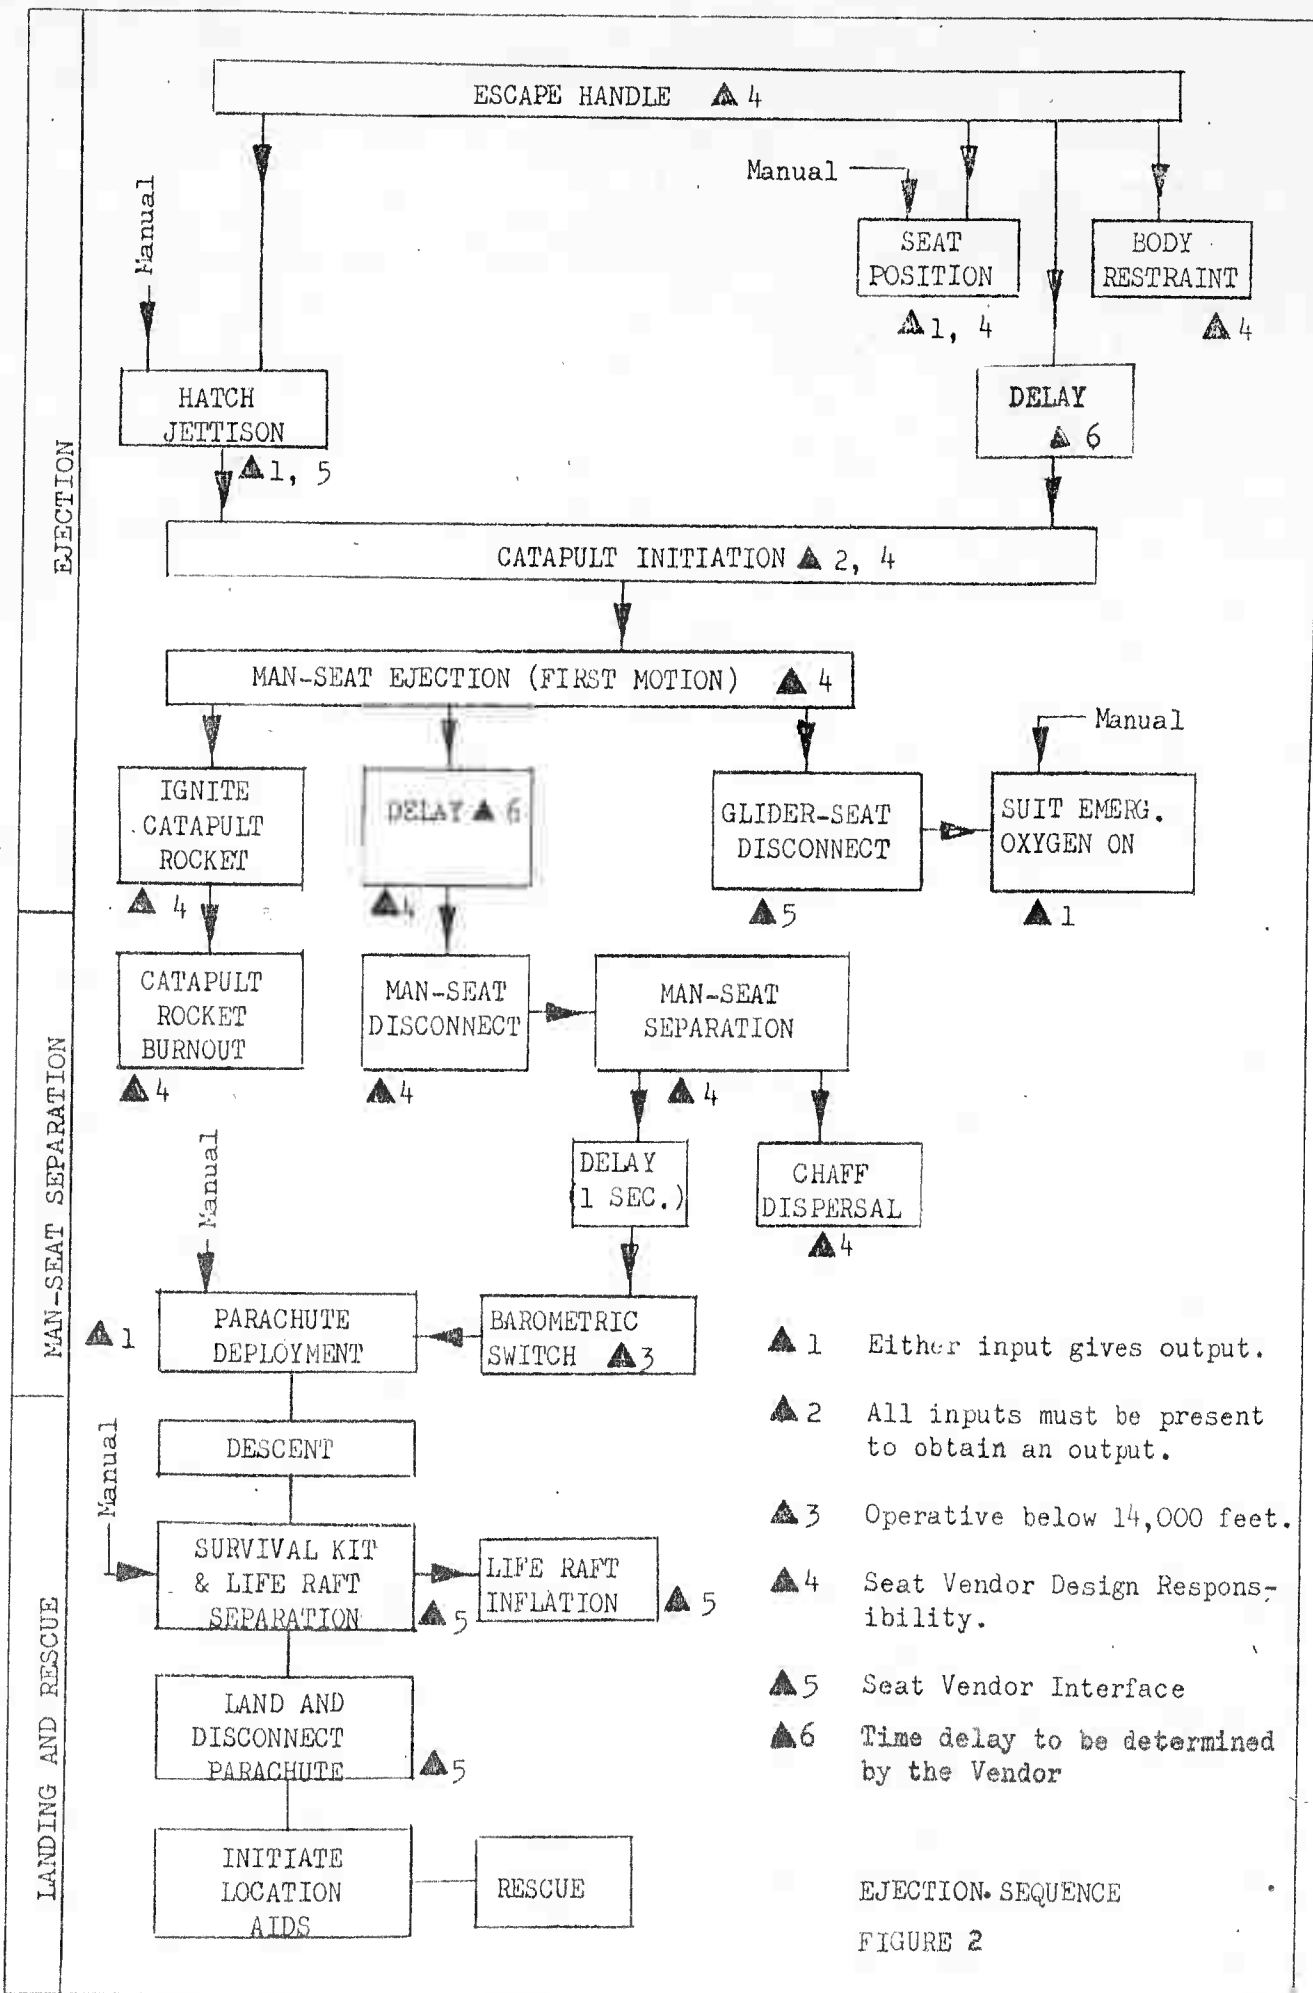 ESCAPE HANDLE ▲ 4
Manual
Manual
SEAT
POSITION
▲ 1, 4
BODY
RESTRAINT
▲ 4
HATCH
JETTISON
▲ 1, 5
DELAY
▲ 6
EJECTION
CATAPULT INITIATION ▲ 2, 4
MAN-SEAT EJECTION (FIRST MOTION) ▲ 4
Manual
IGNITE
CATAPULT
ROCKET
▲ 4
DELAY ▲ 6
▲ 4
GLIDER-SEAT
DISCONNECT
▲ 5
SUIT EMERG.
OXYGEN ON
▲ 1
MAN-SEAT SEPARATION
CATAPULT
ROCKET
BURNOUT
▲ 4
MAN-SEAT
DISCONNECT
▲ 4
MAN-SEAT
SEPARATION
▲ 4
Manual
DELAY
(1 SEC.)
CHAFF
DISPERSAL
▲ 4
▲ 1
PARACHUTE
DEPLOYMENT
BAROMETRIC
SWITCH ▲ 3
LANDING AND RESCUE
DESCENT
Manual
SURVIVAL KIT
& LIFE RAFT
SEPARATION
▲ 5
LIFE RAFT
INFLATION
▲ 5
LAND AND
DISCONNECT
PARACHUTE
▲ 5
INITIATE
LOCATION
AIDS
RESCUE
▲ 1 Either input gives output.
▲ 2 All inputs must be present
to obtain an output.
▲ 3 Operative below 14,000 feet.
▲ 4 Seat Vendor Design Respons-
ibility.
▲ 5 Seat Vendor Interface
▲ 6 Time delay to be determined
by the Vendor
EJECTION SEQUENCE
FIGURE 2